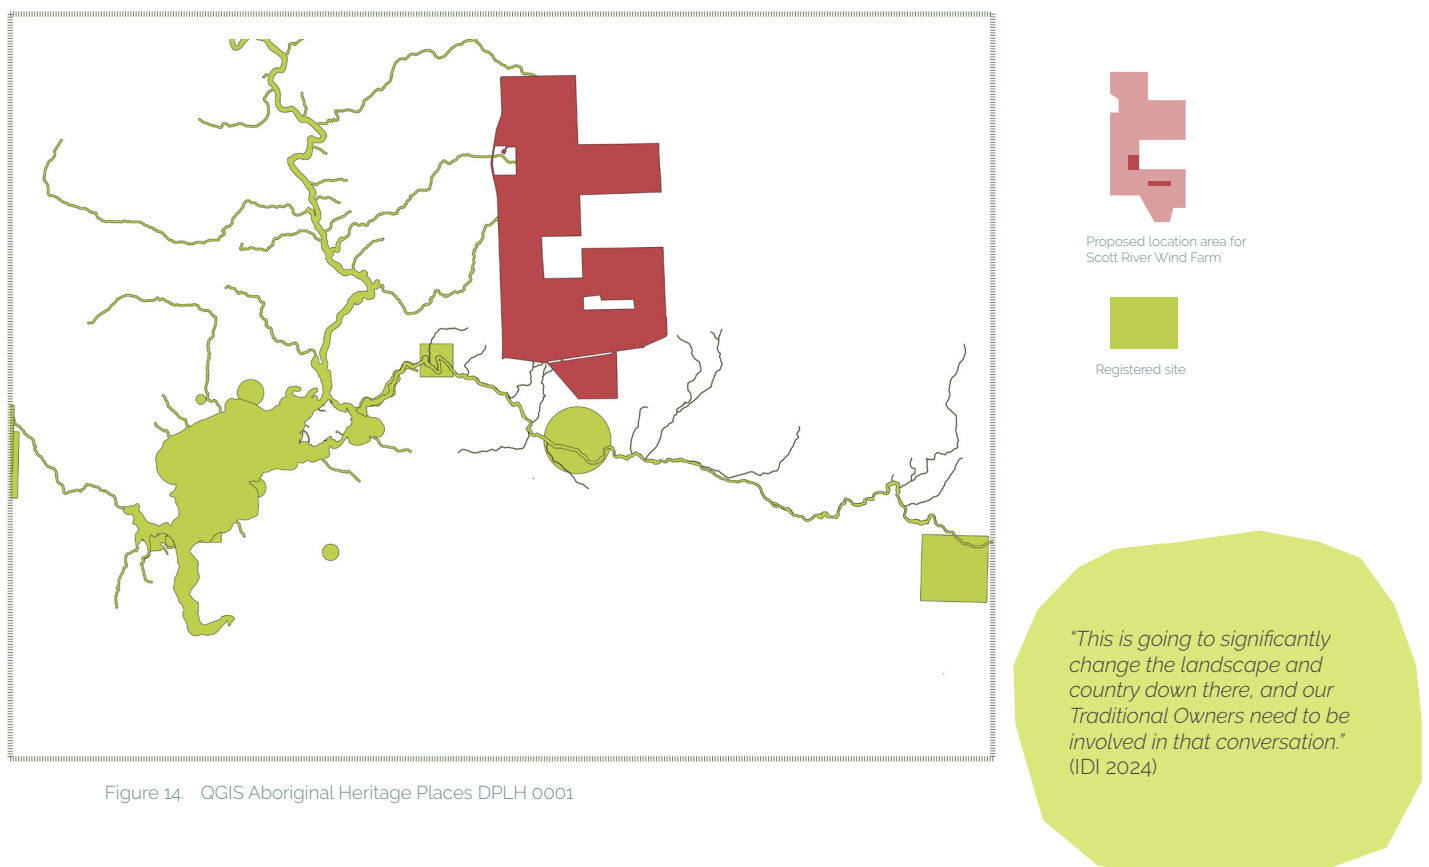 Proposed location area for
Scott River Wind Farm
Registered site
“This is going to significantly
change the landscape and
country down there, and our
Traditional Owners need to be
involved in that conversation.”
(IDI 2024)
Figure 14. QGIS Aboriginal Heritage Places DPLH 0001